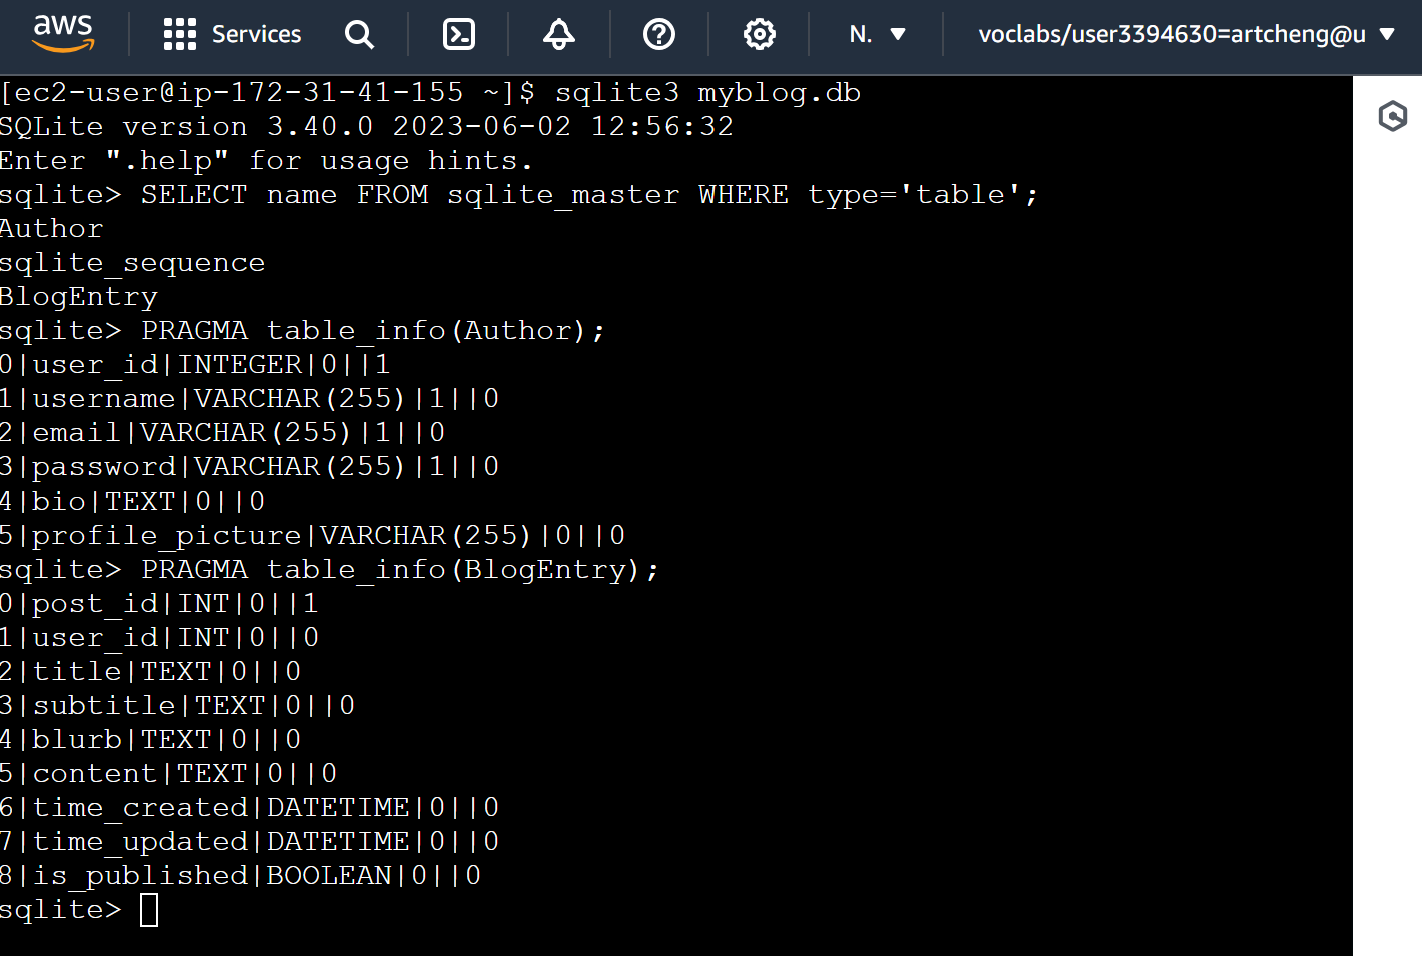 aws Services N. voclabs/user3394630=artcheng@u
[ec2-user@ip-172-31-41-155 ~]$ sqlite3 myblog.db
SQLite version 3.40.0 2023-06-02 12:56:32
Enter ".help" for usage hints.
sqlite> SELECT name FROM sqlite_master WHERE type='table';
Author
sqlite_sequence
BlogEntry
sqlite> PRAGMA table_info(Author);
0|user_id|INTEGER|0||1
1|username|VARCHAR(255)|1||0
2|email|VARCHAR(255)|1||0
3|password|VARCHAR(255)|1||0
4|bio|TEXT|0||0
5|profile_picture|VARCHAR(255)|0||0
sqlite> PRAGMA table_info(BlogEntry);
0|post_id|INT|0||1
1|user_id|INT|0||0
2|title|TEXT|0||0
3|subtitle|TEXT|0||0
4|blurb|TEXT|0||0
5|content|TEXT|0||0
6|time_created|DATETIME|0||0
7|time_updated|DATETIME|0||0
8|is_published|BOOLEAN|0||0
sqlite>